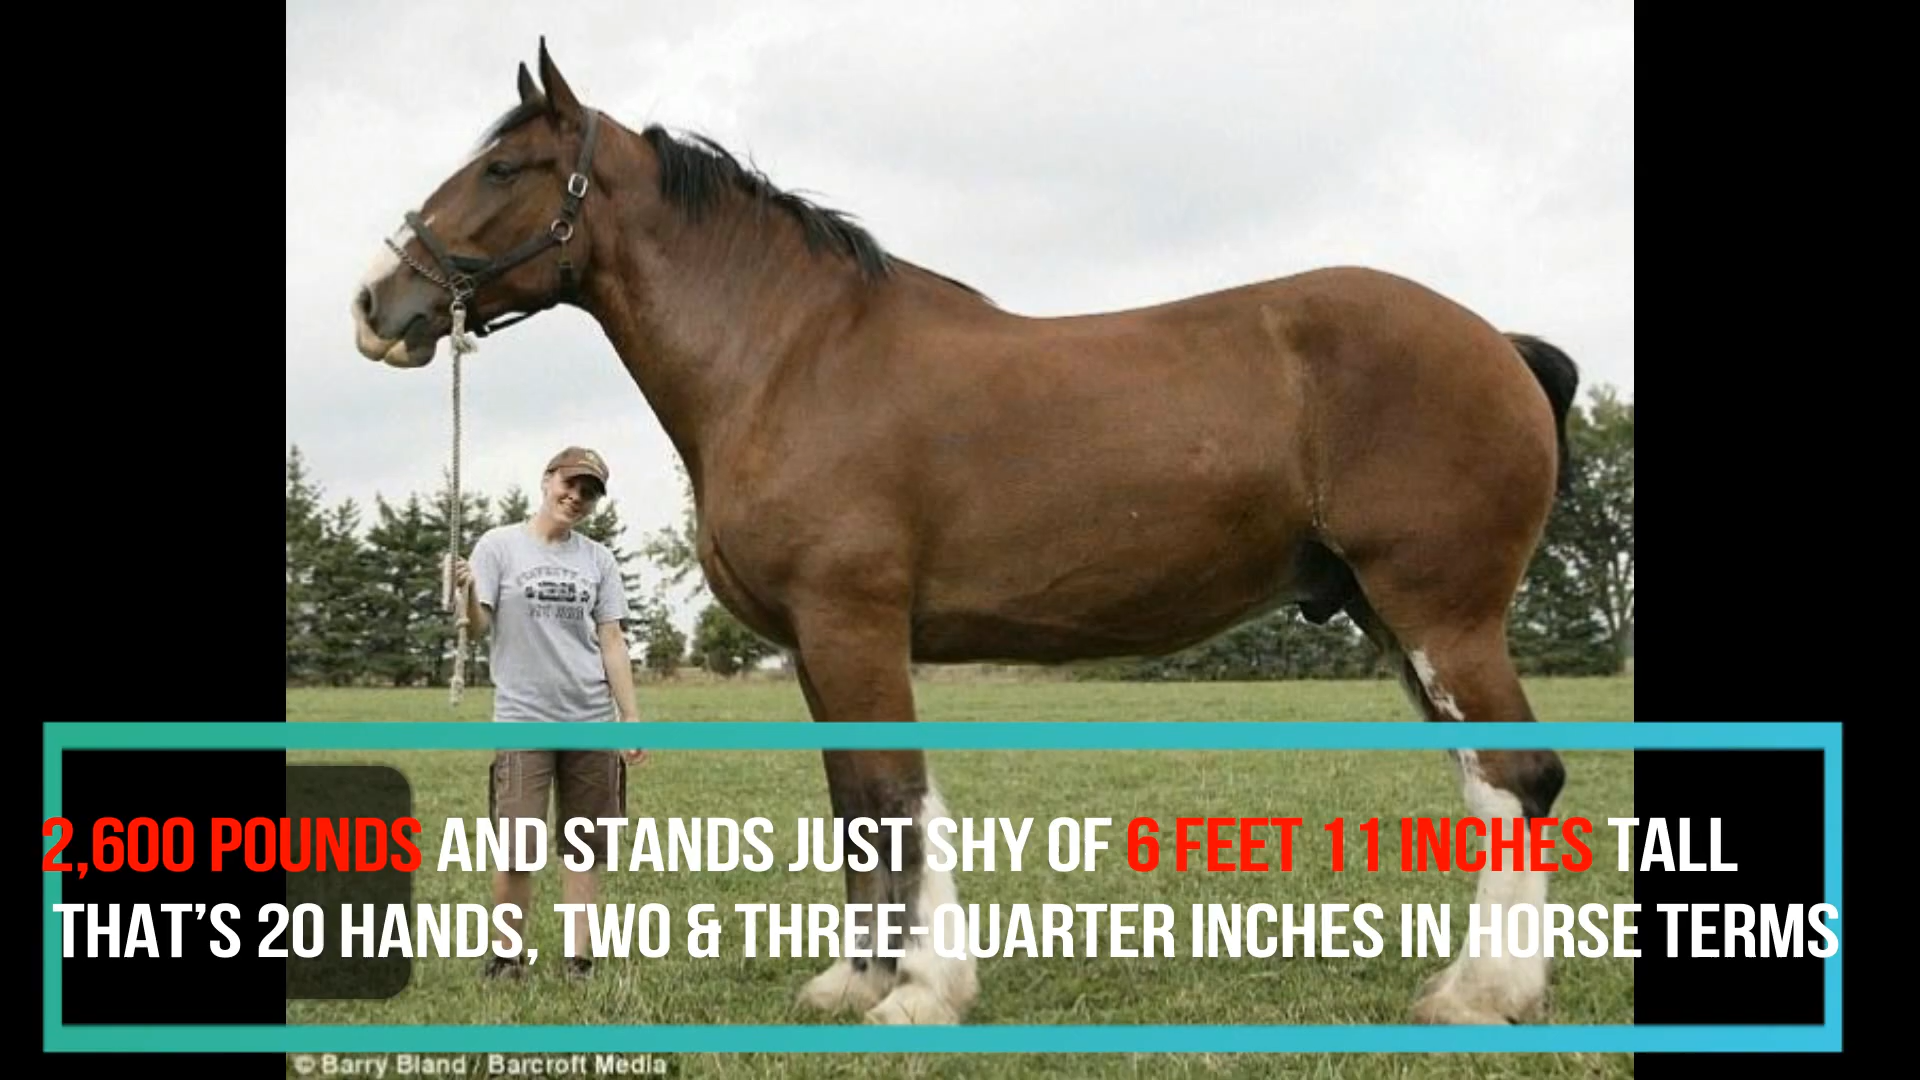 2,600 POUNDS AND STANDS JUST SHY OF 6 FEET 11 INCHES TALL
THAT'S 20 HANDS, TWO & THREE-QUARTER INCHES IN HORSE TERMS
© Barry Bland / Barcroft Media